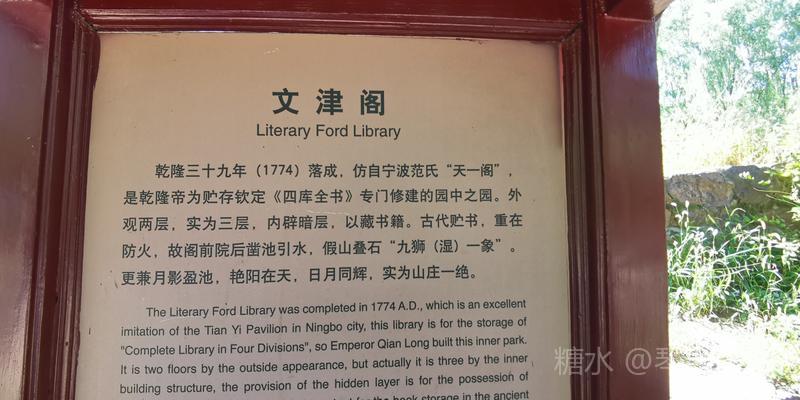 文津阁
Literary Ford Library
乾隆三十九年（1774）落成，仿自宁波范氏“天一阁”，
是乾隆帝为贮存钦定《四库全书》专门修建的园中之园。外
观两层，实为三层，内辟暗层，以藏书籍。古代贮书，重在
防火，故阁前院后凿池引水，假山叠石“九狮（湿）一象”。
更兼月影盈池，艳阳在天，日月同辉，实为山庄一绝。
The Literary Ford Library was completed in 1774 A.D., which is an excellent
imitation of the Tian Yi Pavilion in Ningbo city, this library is for the storage of
"Complete Library in Four Divisions", so Emperor Qian Long built this inner park.
It is two floors by the outside appearance, but actually it is three by the inner
building structure, the provision of the hidden layer is for the possession of
for the book storage in the ancient
糖水 @